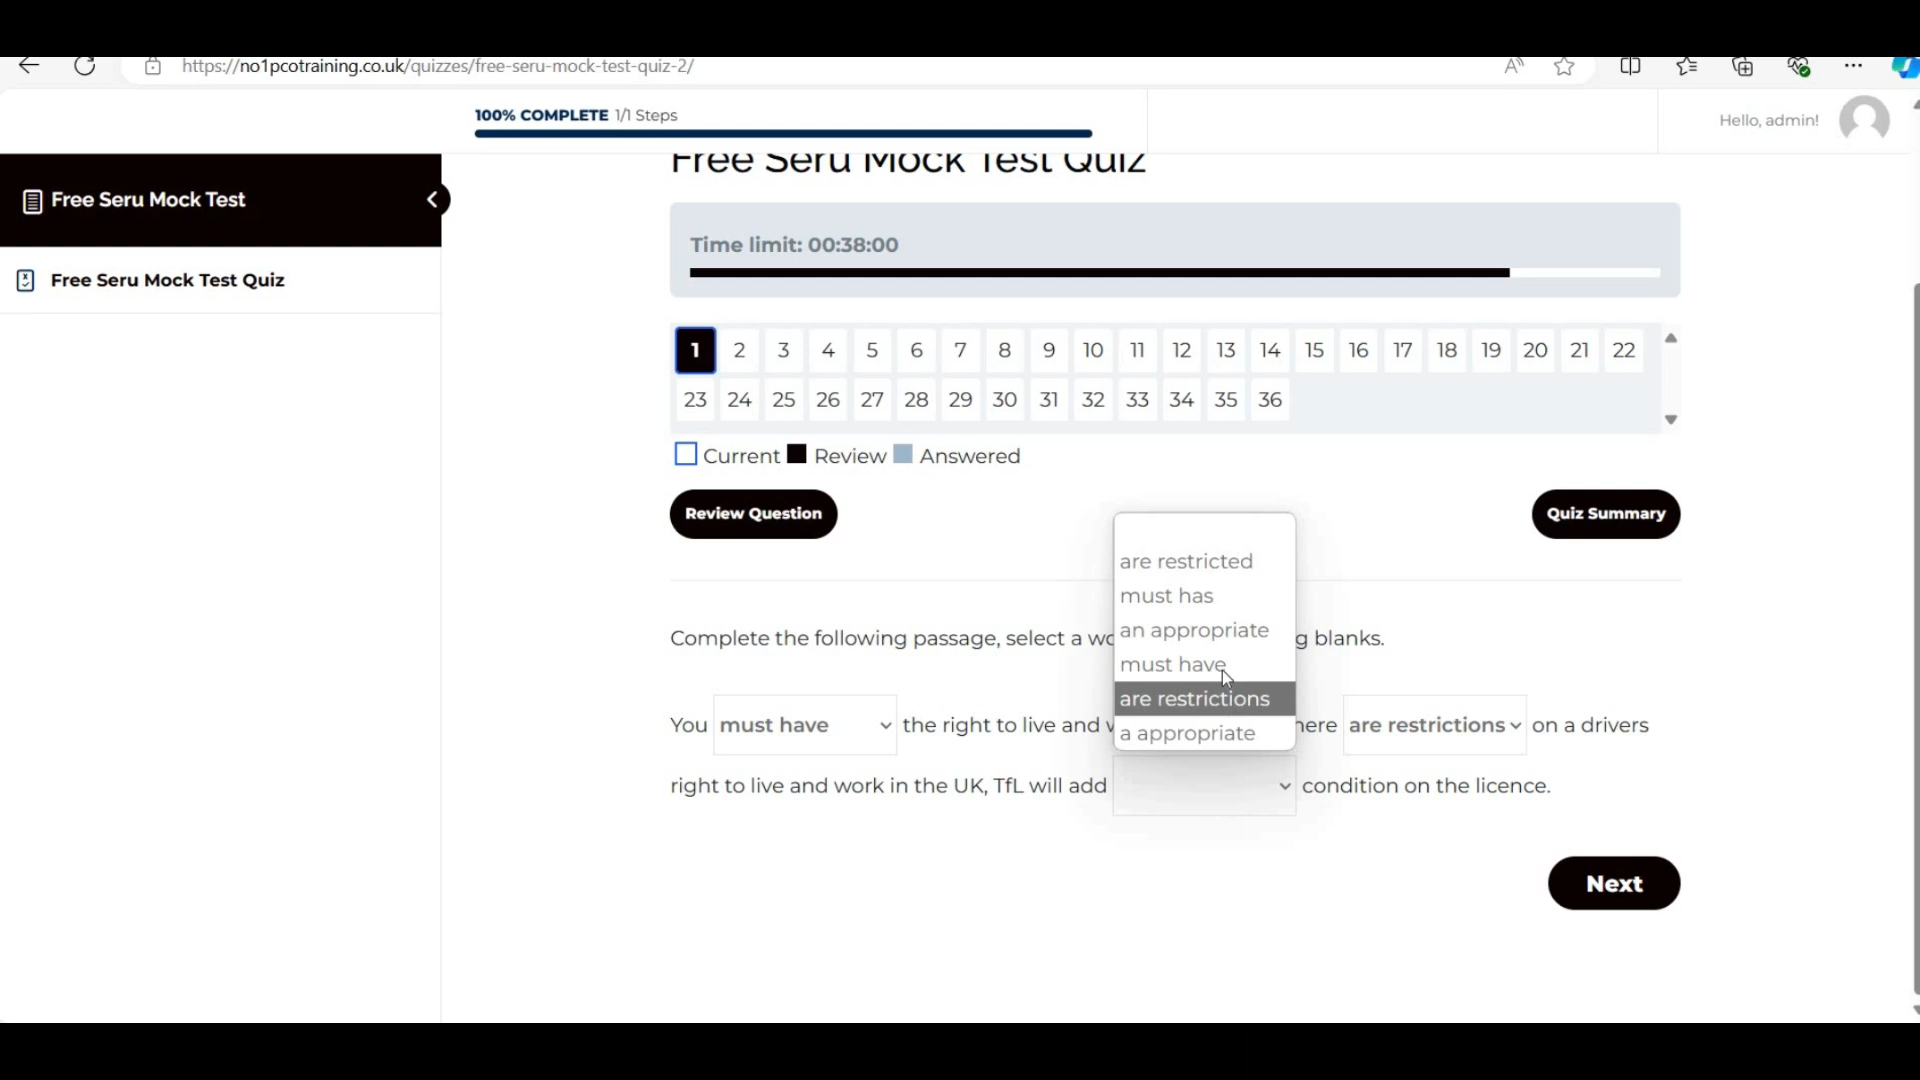 https://no1pcotraining.co.uk/quizzes/free-seru-mock-test-quiz-2/
100% COMPLETE 1/1 Steps
Hello, admin!
Free Seru Mock Test
Free Seru Mock Test Quiz
Free Seru Mock Test Quiz
Time limit: 00:38:00
1 2 3 4 5 6 7 8 9 10 11 12 13 14 15 16 17 18 19 20 21 22
23 24 25 26 27 28 29 30 31 32 33 34 35 36
Current Review Answered
Review Question
Quiz Summary
are restricted
must has
an appropriate
must have
are restrictions
a appropriate
Complete the following passage, select a g blanks.
You must have the right to live and here are restrictions on a drivers
right to live and work in the UK, TfL will add condition on the licence.
Next